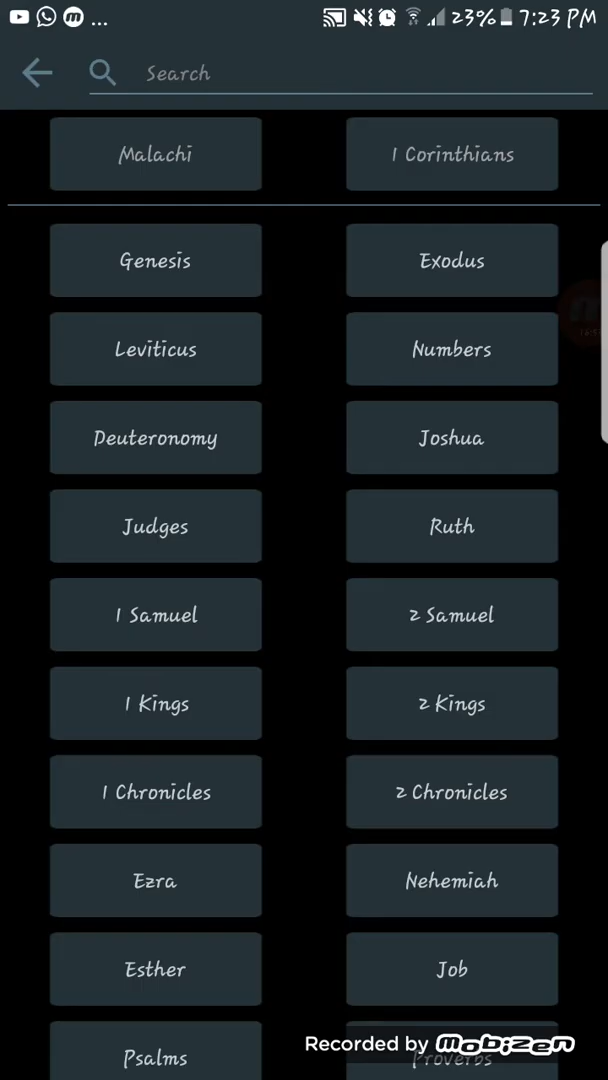 ... 23% 7:23 PM
Search
Malachi 1 Corinthians
Genesis Exodus
Leviticus Numbers
Deuteronomy Joshua
Judges Ruth
1 Samuel 2 Samuel
1 Kings 2 Kings
1 Chronicles 2 Chronicles
Ezra Nehemiah
Esther Job
Recorded by Mobizen
Psalms Proverbs